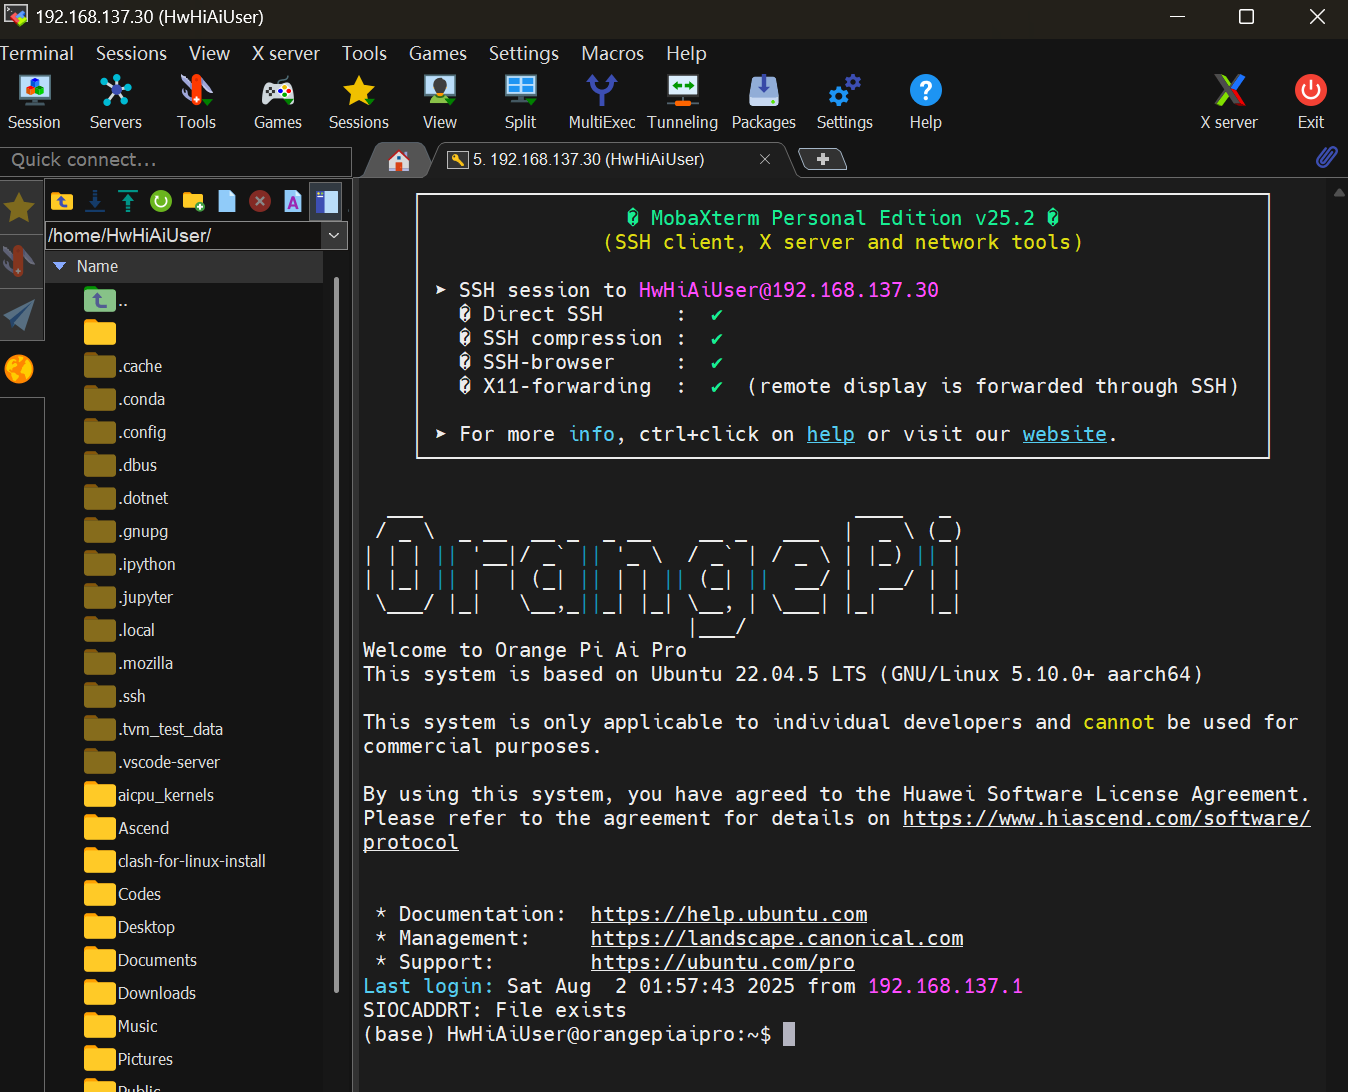 192.168.137.30 (HwHiAiUser)
Terminal Sessions View X server Tools Games Settings Macros Help
Session Servers Tools Games Sessions View Split MultiExec Tunneling Packages Settings Help X server Exit
Quick connect...
5. 192.168.137.30 (HwHiAiUser)
/home/HwHiAiUser/
Name
..
.cache
.conda
.config
.dbus
.dotnet
.gnupg
.ipython
.jupyter
.local
.mozilla
.ssh
.tvm_test_data
.vscode-server
aicpu_kernels
Ascend
clash-for-linux-install
Codes
Desktop
Documents
Downloads
Music
Pictures
Public
� MobaXterm Personal Edition v25.2 �
(SSH client, X server and network tools)
➤ SSH session to HwHiAiUser@192.168.137.30
� Direct SSH : ✔
� SSH compression : ✔
� SSH-browser : ✔
� X11-forwarding : ✔ (remote display is forwarded through SSH)
➤ For more info, ctrl+click on help or visit our website.
Orange Pi
Welcome to Orange Pi Ai Pro
This system is based on Ubuntu 22.04.5 LTS (GNU/Linux 5.10.0+ aarch64)
This system is only applicable to individual developers and cannot be used for
commercial purposes.
By using this system, you have agreed to the Huawei Software License Agreement.
Please refer to the agreement for details on https://www.hiascend.com/software/
protocol
* Documentation: https://help.ubuntu.com
* Management: https://landscape.canonical.com
* Support: https://ubuntu.com/pro
Last login: Sat Aug 2 01:57:43 2025 from 192.168.137.1
SIOCADDRT: File exists
(base) HwHiAiUser@orangepiaipro:~$